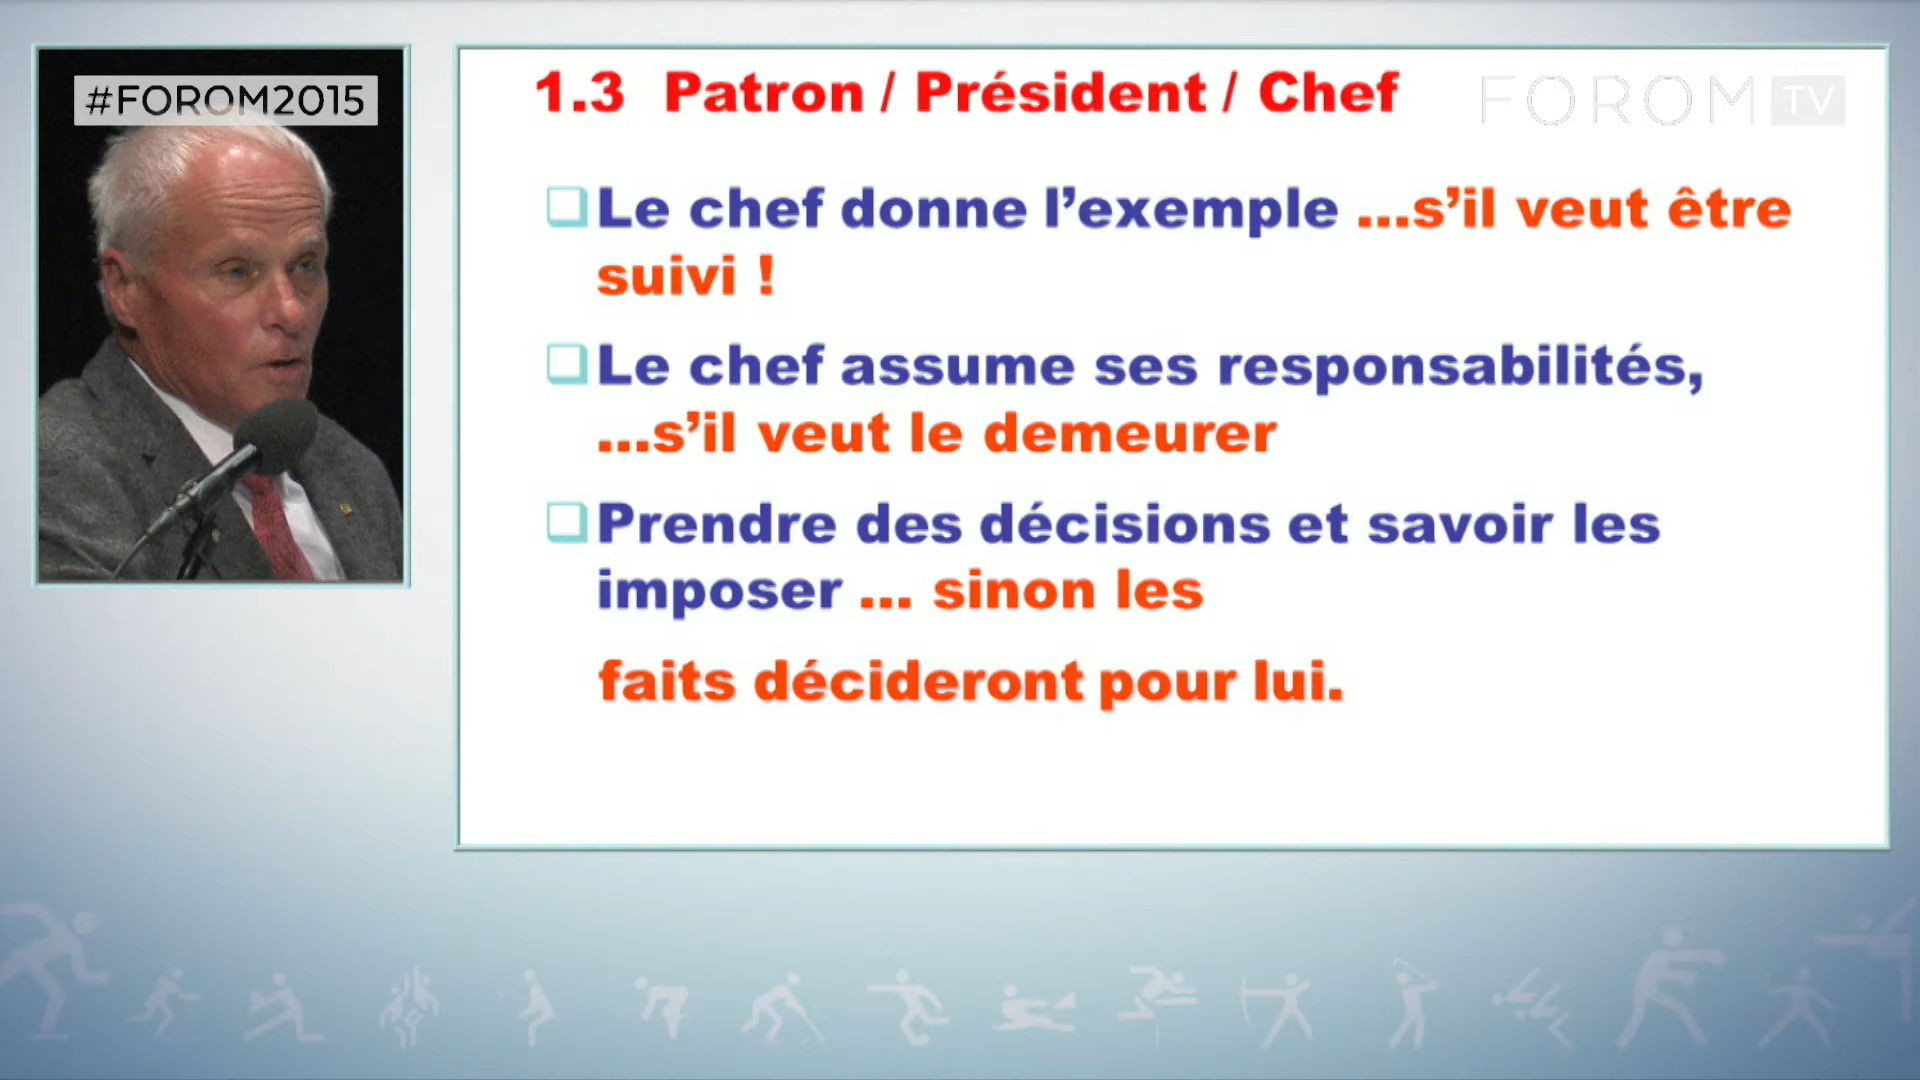 #FOROM2015
FOROM TV
1.3 Patron / Président / Chef
Le chef donne l’exemple ...s’il veut être
suivi !
Le chef assume ses responsabilités,
...s’il veut le demeurer
Prendre des décisions et savoir les
imposer ... sinon les
faits décideront pour lui.